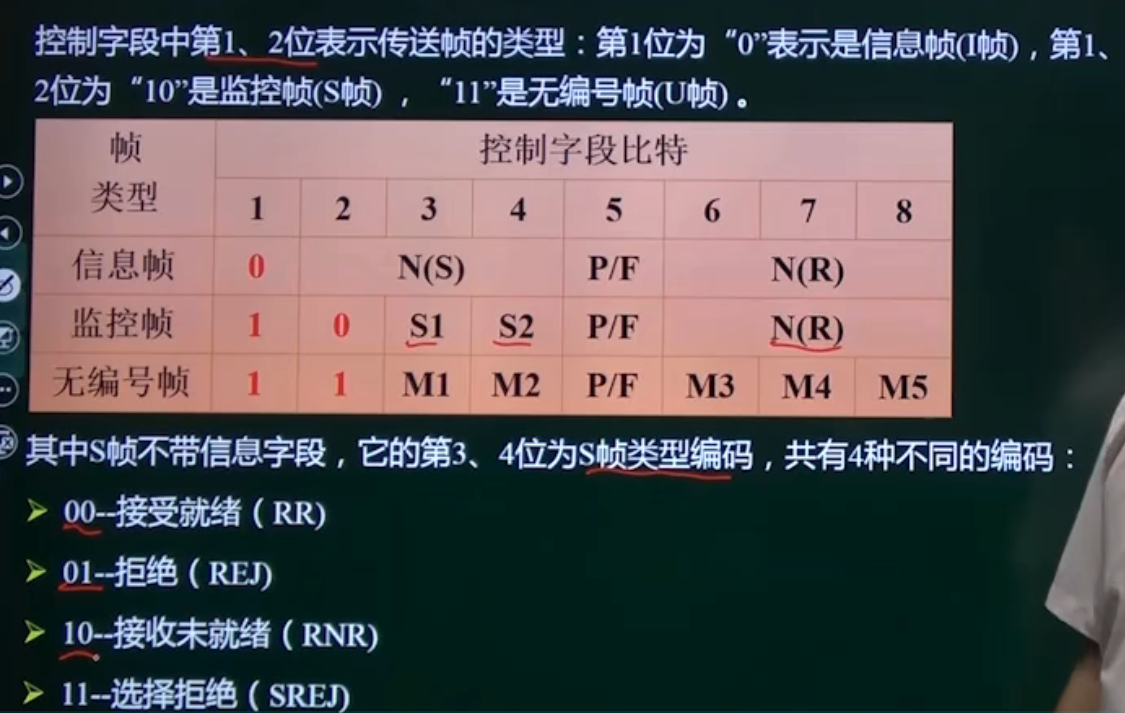 控制字段中第1、2位表示传送帧的类型：第1位为“0”表示是信息帧(I帧)，第1、
2位为“10”是监控帧(S帧)，“11”是无编号帧(U帧)。
帧类型 控制字段比特
1 2 3 4 5 6 7 8
信息帧 0 N(S) P/F N(R)
监控帧 1 0 S1 S2 P/F N(R)
无编号帧 1 1 M1 M2 P/F M3 M4 M5
其中S帧不带信息字段，它的第3、4位为S帧类型编码，共有4种不同的编码：
00--接受就绪（RR)
01--拒绝（REJ)
10--接收未就绪（RNR)
11--选择拒绝（SREJ)